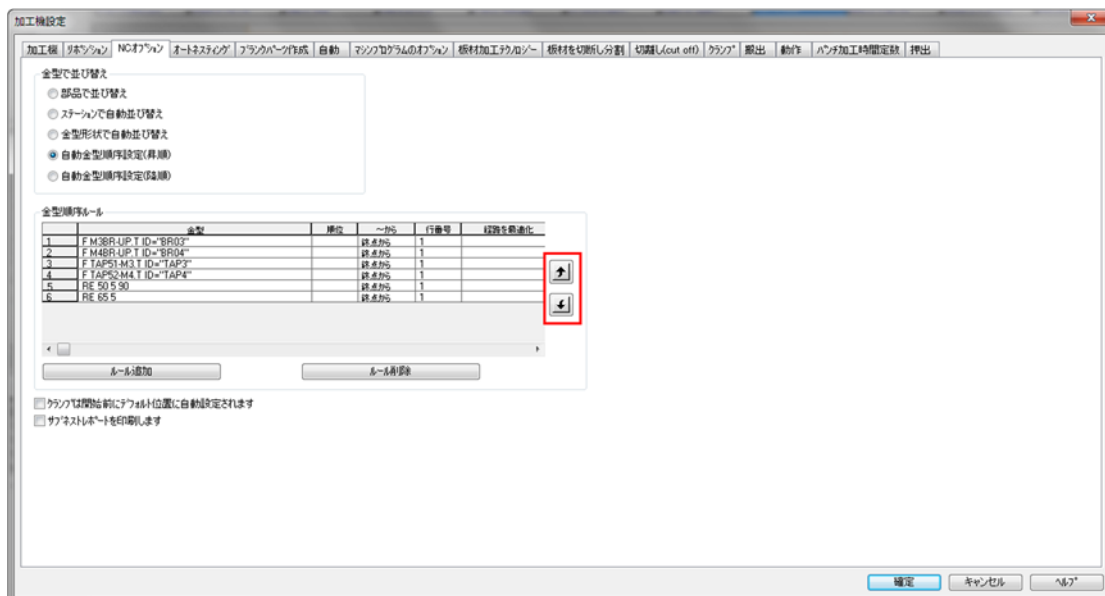 加工機設定
加工機 リポジション NCオプション オートネスティング ブランクパーツ作成 自動 マシンプログラムのオプション 板材加工テクノロジー 板材を切断し分割 切離し(cut off) クランプ 搬出 動作 パンチ加工時間定数 押出
金型で並び替え
部品で並び替え
ステーションで自動並び替え
金型形状で自動並び替え
自動金型順序設定(昇順)
自動金型順序設定(降順)
金型順序ルール
金型 順位 ～から 行番号 経路を最適化
1 F M3BR-UP.T ID="BR03" 終点から 1
2 F M4BR-UP.T ID="BR04" 終点から 1
3 F TAP51-M3.T ID="TAP3" 終点から 1
4 F TAP52-M4.T ID="TAP4" 終点から 1
5 RE 50 5 90 終点から 1
6 RE 65 5 終点から 1
ルール追加 ルール削除
クランプは開始前にデフォルト位置に自動設定されます
サブネストレポートを印刷します
確定 キャンセル ヘルプ